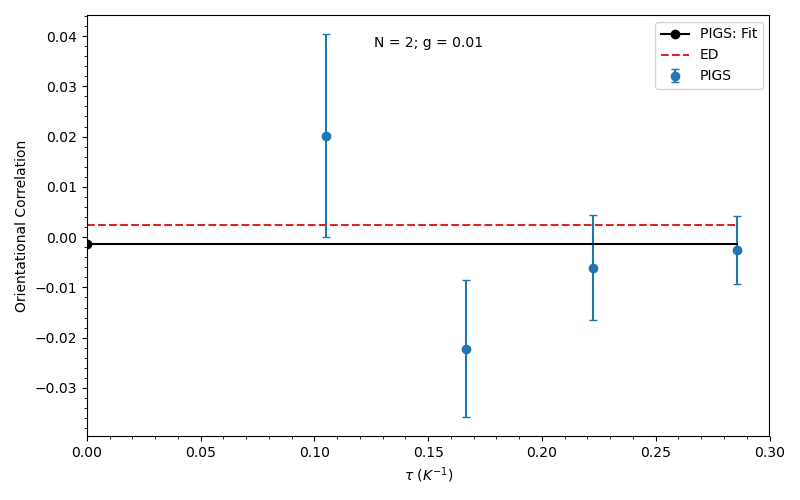 N = 2; g = 0.01
PIGS: Fit
ED
PIGS
Orientational Correlation
0.04
0.03
0.02
0.01
0.00
−0.01
−0.02
−0.03
0.00 0.05 0.10 0.15 0.20 0.25 0.30
τ (K⁻¹)